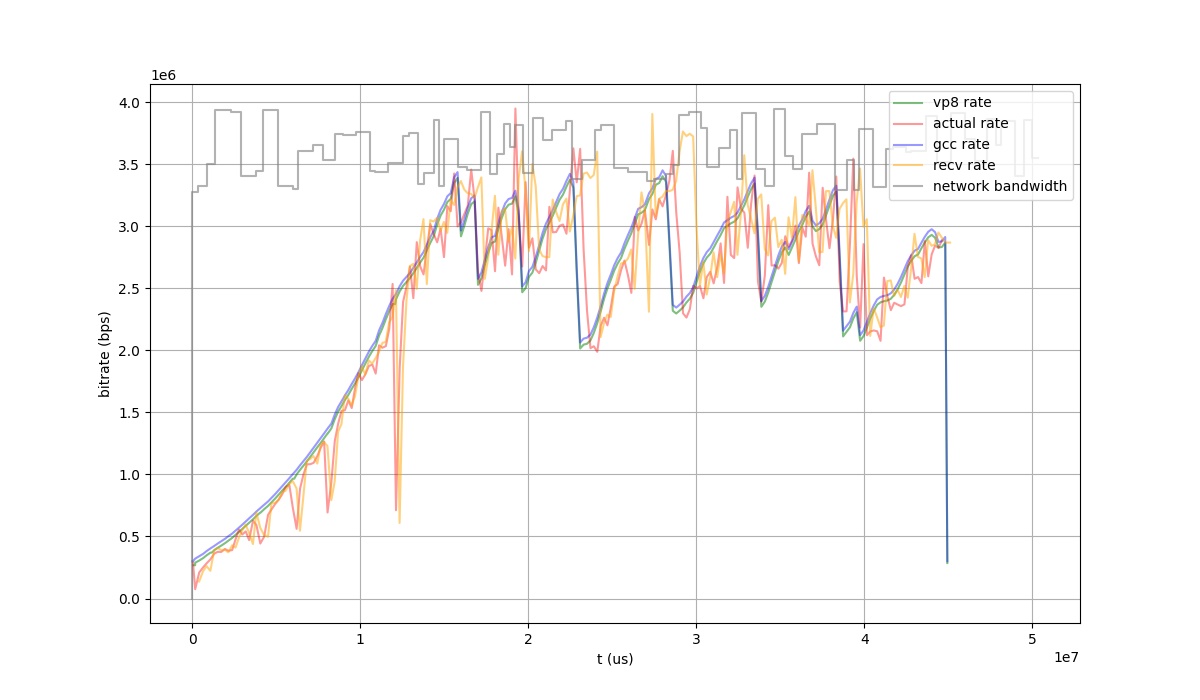 1e6
4.0
3.5
3.0
2.5
2.0
1.5
1.0
0.5
0.0
bitrate (bps)
vp8 rate
actual rate
gcc rate
recv rate
network bandwidth
0 1 2 3 4 5
t (us)
1e7